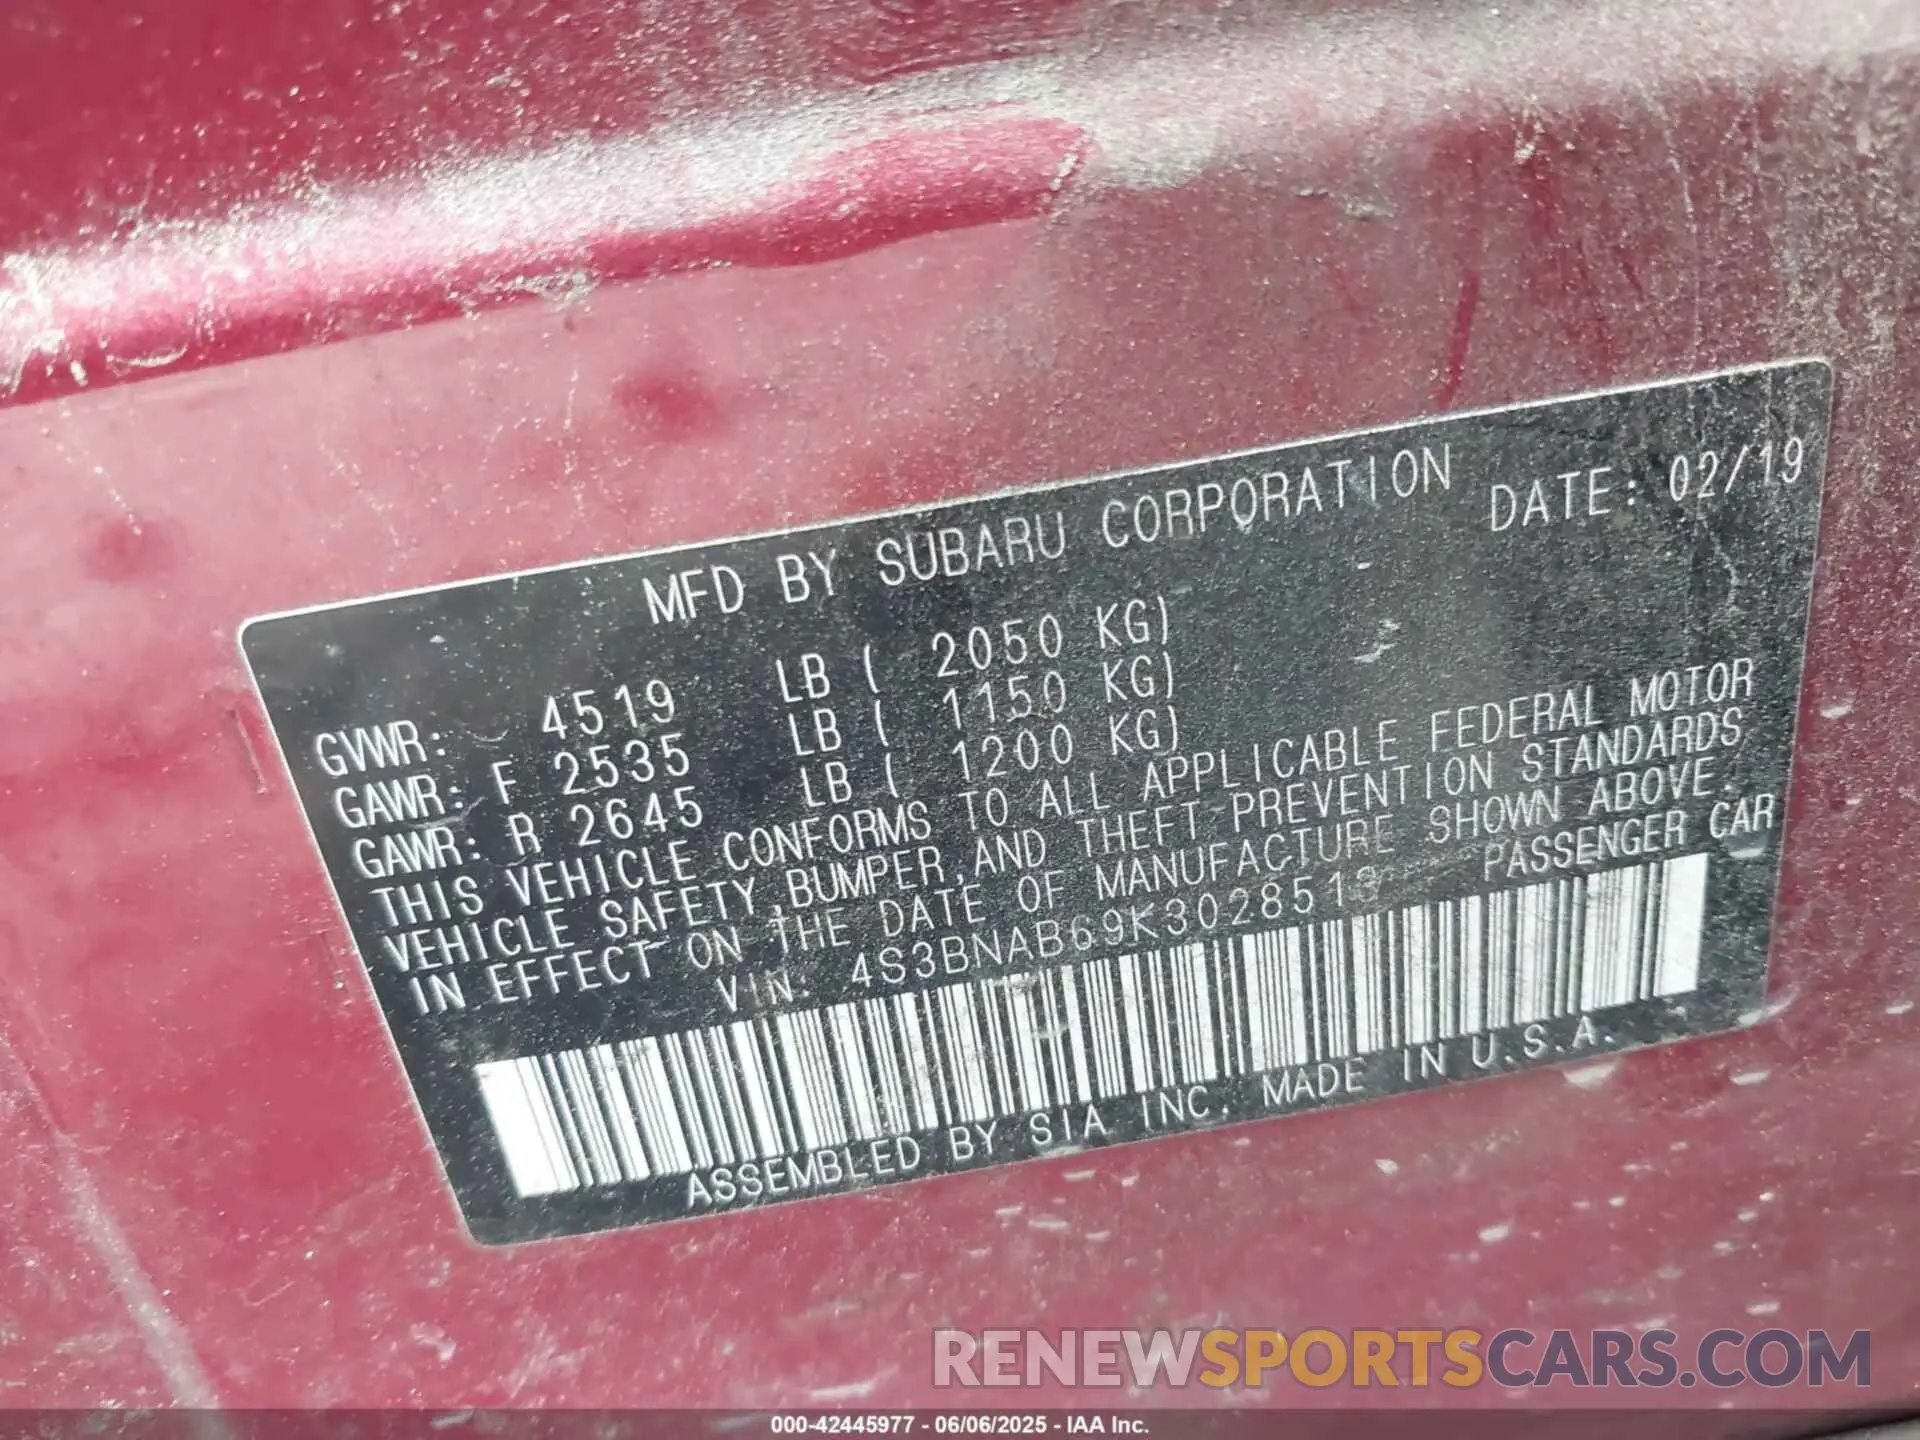 MFD BY SUBARU CORPORATION DATE: 02/19
GVWR: 4519 LB ( 2050 KG)
GAWR: F 2535 LB ( 1150 KG)
GAWR: R 2645 LB ( 1200 KG)
THIS VEHICLE CONFORMS TO ALL APPLICABLE FEDERAL MOTOR
VEHICLE SAFETY,BUMPER,AND THEFT PREVENTION STANDARDS
IN EFFECT ON THE DATE OF MANUFACTURE SHOWN ABOVE.
VIN: 4S3BNAB69K3028513 PASSENGER CAR
ASSEMBLED BY SIA INC. MADE IN U.S.A.
RENEWSPORTSCARS.COM
000-42445977 - 06/06/2025 - IAA Inc.